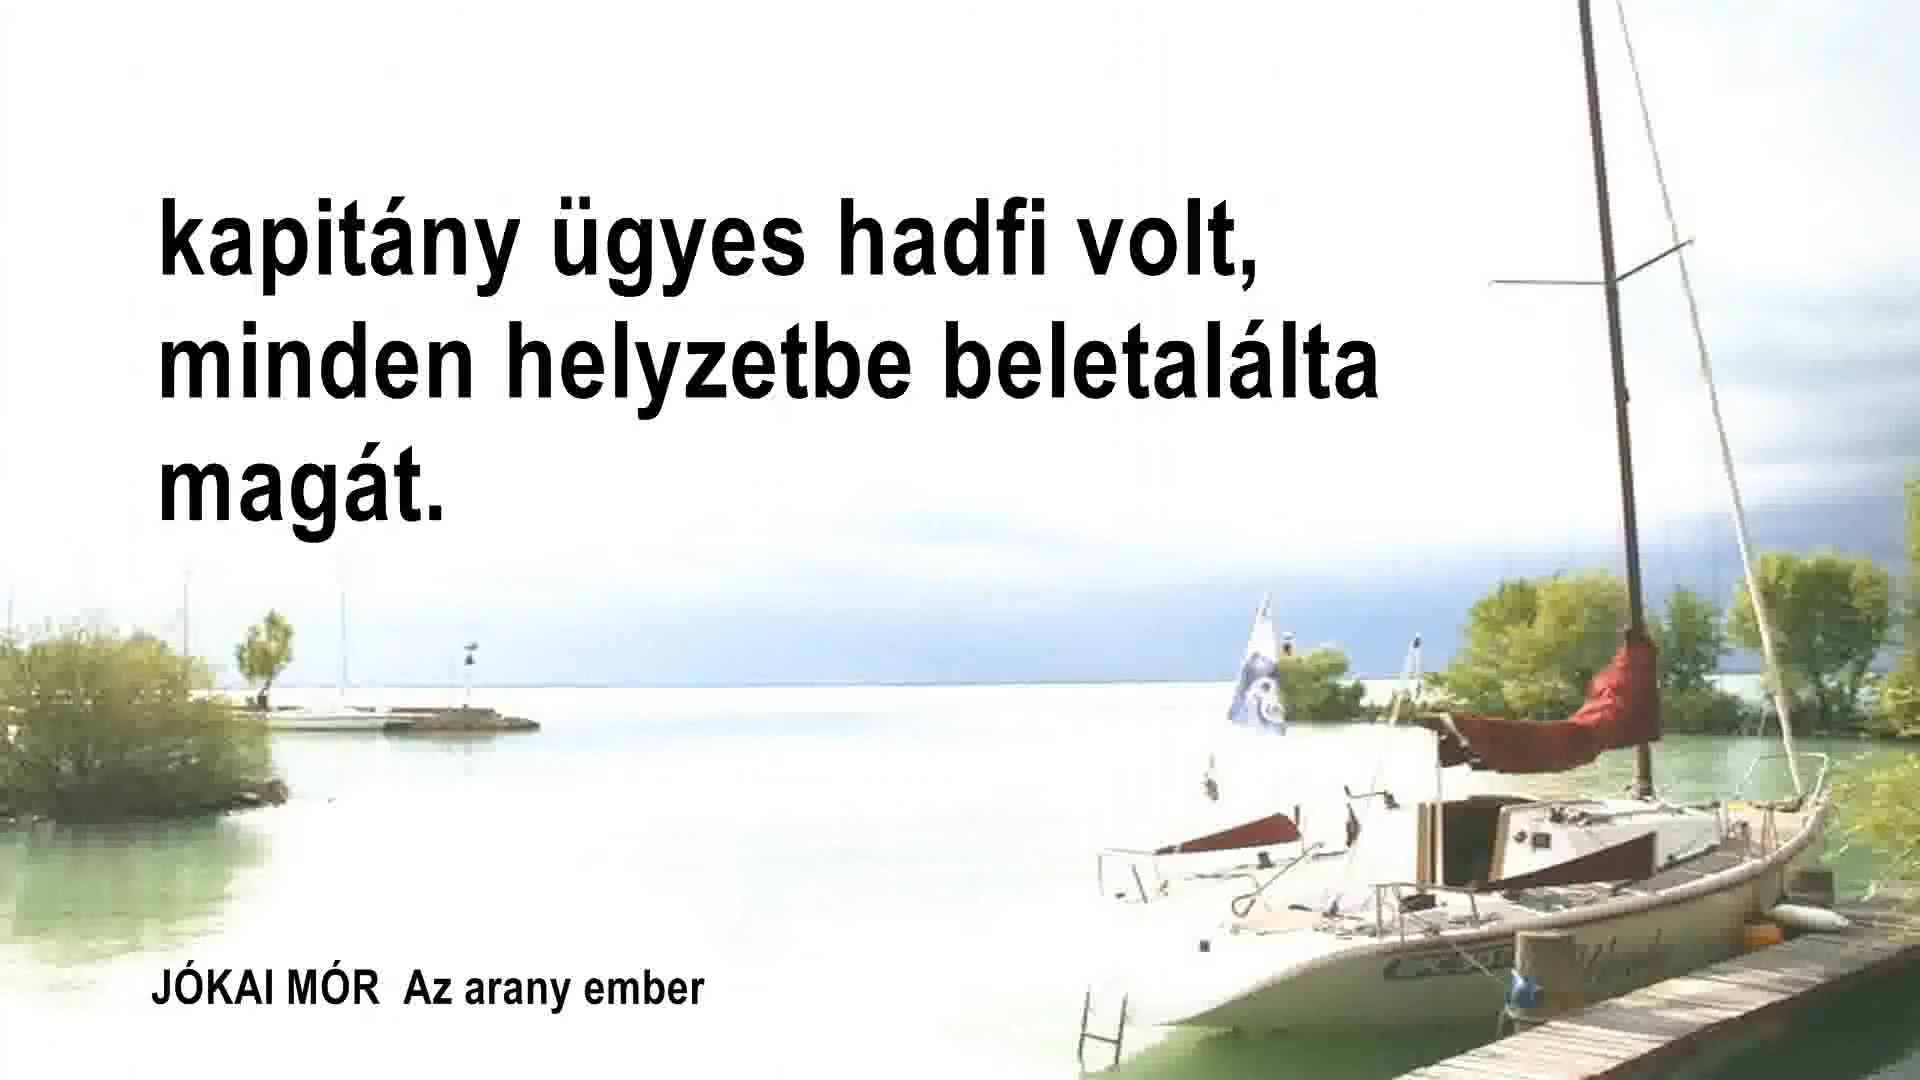 kapitány ügyes hadfi volt,
minden helyzetbe beletalálta
magát.
JÓKAI MÓR  Az arany ember